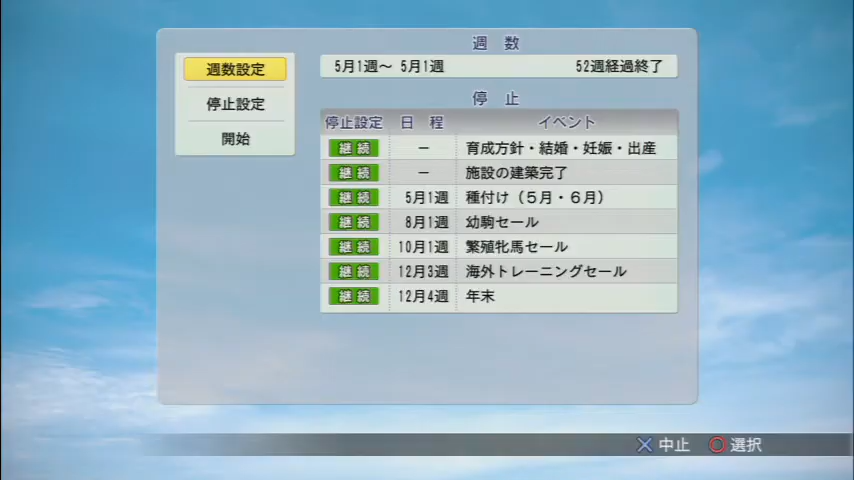 週 数
週数設定
5月1週～ 5月1週 52週経過終了
停止設定
開始
停 止
停止設定 日 程 イベント
継続 － 育成方針・結婚・妊娠・出産
継続 － 施設の建築完了
継続 5月1週 種付け（５月・６月）
継続 8月1週 幼駒セール
継続 10月1週 繁殖牝馬セール
継続 12月3週 海外トレーニングセール
継続 12月4週 年末
× 中止 ○ 選択